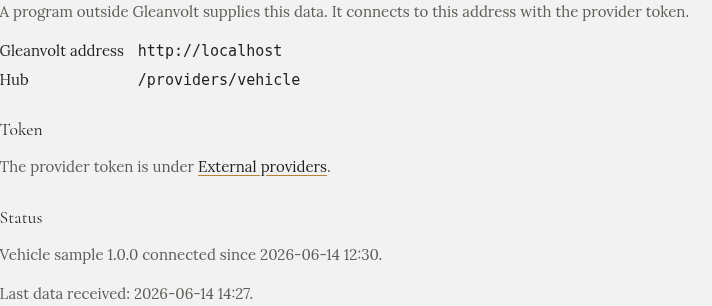 A program outside Gleanvolt supplies this data. It connects to this address with the provider token.
Gleanvolt address http://localhost
Hub /providers/vehicle
Token
The provider token is under External providers.
Status
Vehicle sample 1.0.0 connected since 2026-06-14 12:30.
Last data received: 2026-06-14 14:27.